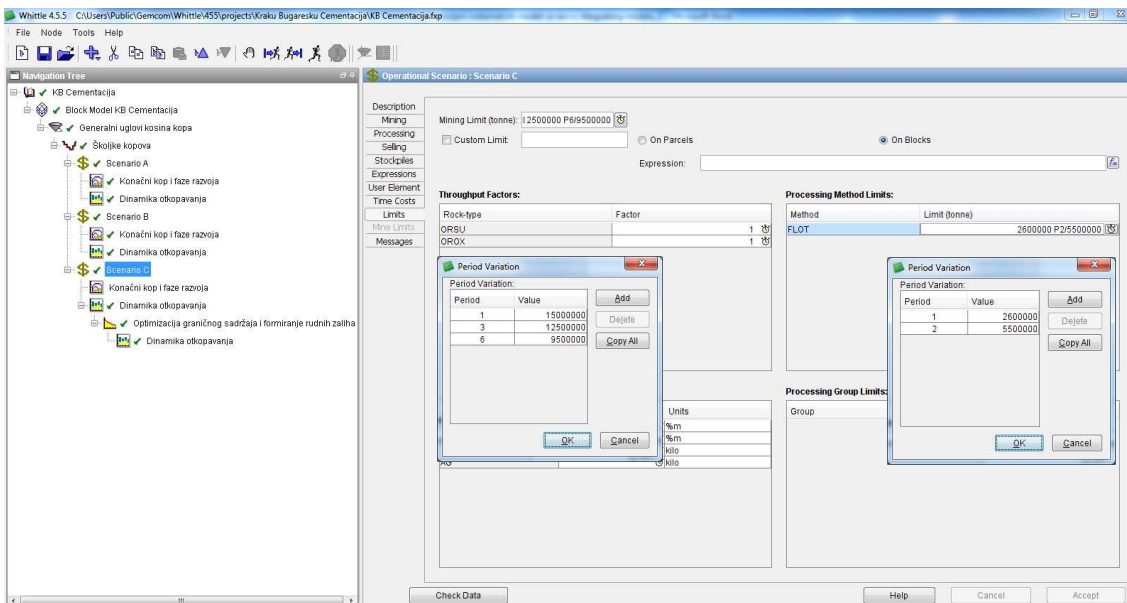 Whittle 4.5.5 C:\Users\Public\Gemcom\Whittle\455\projects\Kraku Bugaresku Cementacija\KB Cementacija.fxp
File Node Tools Help
Navigation Tree
KB Cementacija
Block Model KB Cementacija
Generalni uglovi kosina kopa
Školjke kopova
Scenario A
Konačni kop i faze razvoja
Dinamika otkopavanja
Scenario B
Konačni kop i faze razvoja
Dinamika otkopavanja
Scenario C
Konačni kop i faze razvoja
Dinamika otkopavanja
Optimizacija graničnog sadržaja i formiranje rudnih zaliha
Dinamika otkopavanja
Operational Scenario : Scenario C
Description
Mining
Processing
Selling
Stockpiles
Expressions
User Element
Time Costs
Limits
Mine Limits
Messages
Mining Limit (tonne): 12500000 P6/9500000
Custom Limit: On Parcels On Blocks
Expression:
Throughput Factors:
Rock-type Factor
ORSU 1
OROX 1
Processing Method Limits:
Method Limit (tonne)
FLOT 2600000 P2/5500000
Period Variation
Period Variation:
Period Value
1 15000000
3 12500000
6 9500000
Add
Delete
Copy All
OK Cancel
Period Variation
Period Variation:
Period Value
1 2600000
2 5500000
Add
Delete
Copy All
OK Cancel
Units
%m
%m
kilo
AG kilo
Processing Group Limits:
Group
Check Data Help Cancel Accept